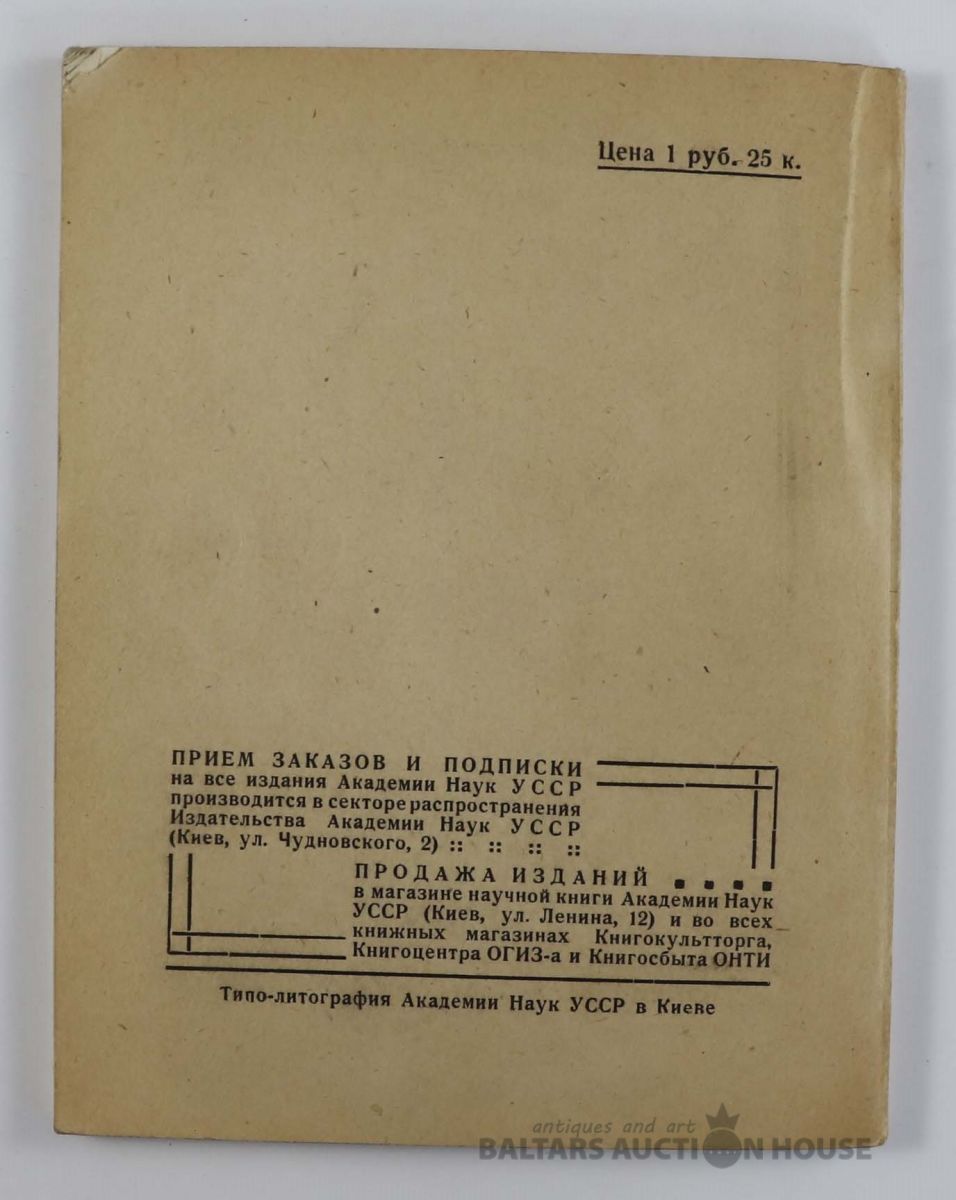 Цена 1 руб. 25 к.
ПРИЕМ ЗАКАЗОВ И ПОДПИСКИ
на все издания Академии Наук УССР
производится в секторе распространения
Издательства Академии Наук УССР
(Киев, ул. Чудновского, 2) :: :: :: ::
ПРОДАЖА ИЗДАНИЙ . . . .
в магазине научной книги Академии Наук
УССР (Киев, ул. Ленина, 12) и во всех
книжных магазинах Книгокультторга,
Книгоцентра ОГИЗ-а и Книгосбыта ОНТИ
Типо-литография Академии Наук УССР в Киеве
antiques and art
BALTARS AUCTION HOUSE